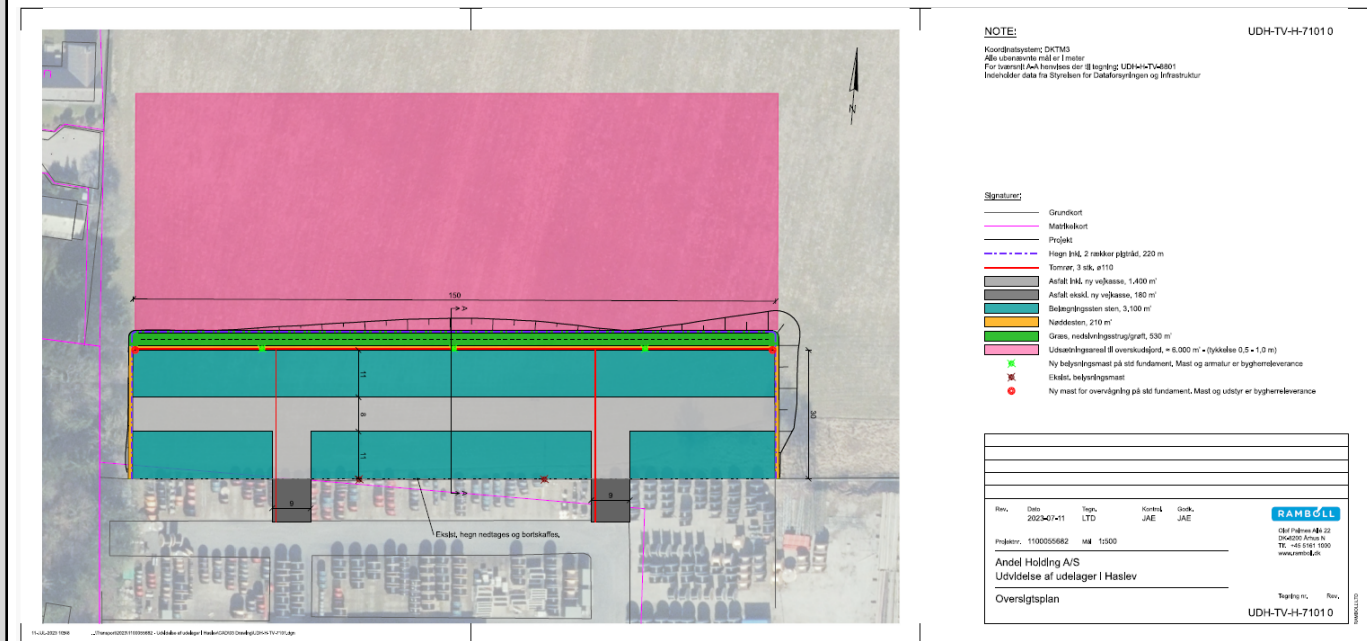 NOTE:
UDH-TV-H-7101 0
Koordinatsystem: DKTM3
Alle ubenævnte mål er i meter
For tværsnit A-A henvises der til tegning: UDH-H-TV-8801
Indeholder data fra Styrelsen for Dataforsyningen og Infrastruktur
N
150
A
11
8
11
30
9
9
A
Eksist. hegn nedtages og bortskaffes.
Signaturer:
Grundkort
Matrikelkort
Projekt
Hegn inkl. 2 rækker pigtråd, 220 m
Tomrør, 3 stk. ø110
Asfalt inkl. ny vejkasse, 1.400 m²
Asfalt ekskl. ny vejkasse, 180 m²
Belægningssten sten, 3,100 m²
Nøddesten, 210 m²
Græs, nedsivningstrug/grøft, 530 m²
Udsætningsareal til overskudsjord, ≈ 6.000 m² - (tykkelse 0,5 - 1,0 m)
Ny belysningmast på std fundament. Mast og armatur er bygherreleverance
Eksist. belysningmast
Ny mast for overvågning på std fundament. Mast og udstyr er bygherreleverance
Rev. Dato Tegn. Kontrol. Godk.
2023-07-11 LTD JAE JAE
Projektnr. 1100055682 Mål 1:500
RAMBOLL
Olof Palmes Allé 22
DK-8200 Århus N
Tlf. +45 5161 1000
www.ramboll.dk
Andel Holding A/S
Udvidelse af udelager i Haslev
Oversigtsplan
Tegning nr. Rev.
UDH-TV-H-7101 0